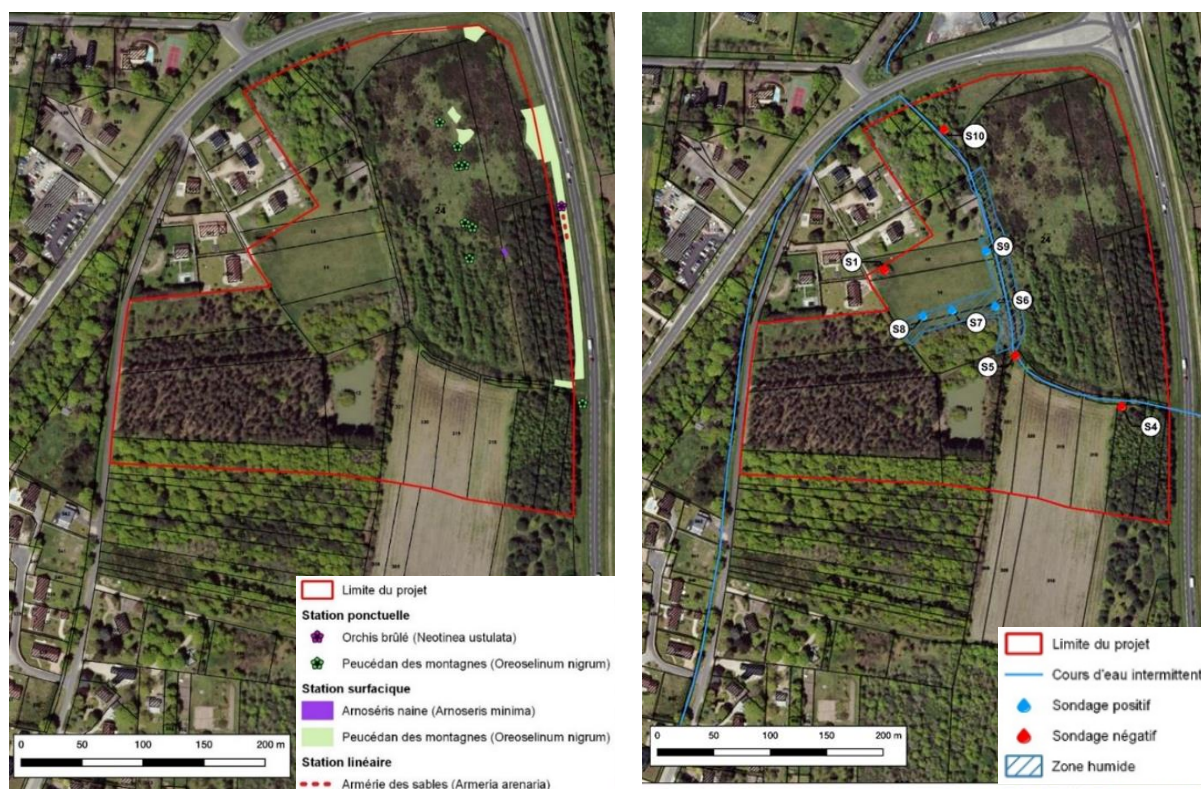 24
Limite du projet
Station ponctuelle
Orchis brûlé (Neotinea ustulata)
Peucédan des montagnes (Oreoselinum nigrum)
Station surfacique
Arnoséris naine (Arnoseris minima)
Peucédan des montagnes (Oreoselinum nigrum)
Station linéaire
Armérie des sables (Armeria arenaria)
0 50 100 150 200 m
S10
24
S9
S1
S6
S8
S7
S5
S4
Limite du projet
Cours d'eau intermittent
Sondage positif
Sondage négatif
Zone humide
0 50 100 150 200 m